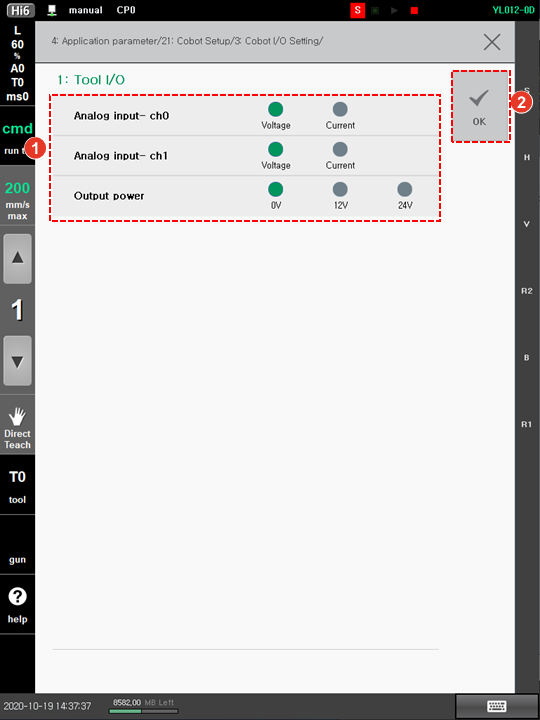 Hi6 manual CP0 S YL012-0D
4: Application parameter/21: Cobot Setup/3: Cobot I/O Setting/
L
60
%
A0
T0
ms0
cmd
run t
1
200
mm/s
max
1
Direct
Teach
T0
tool
gun
help
1: Tool I/O
Analog input- ch0
Voltage Current
Analog input- ch1
Voltage Current
Output power
0V 12V 24V
OK
2
S
H
V
R2
B
R1
2020-10-19 14:37:37 8582.00 MB Left